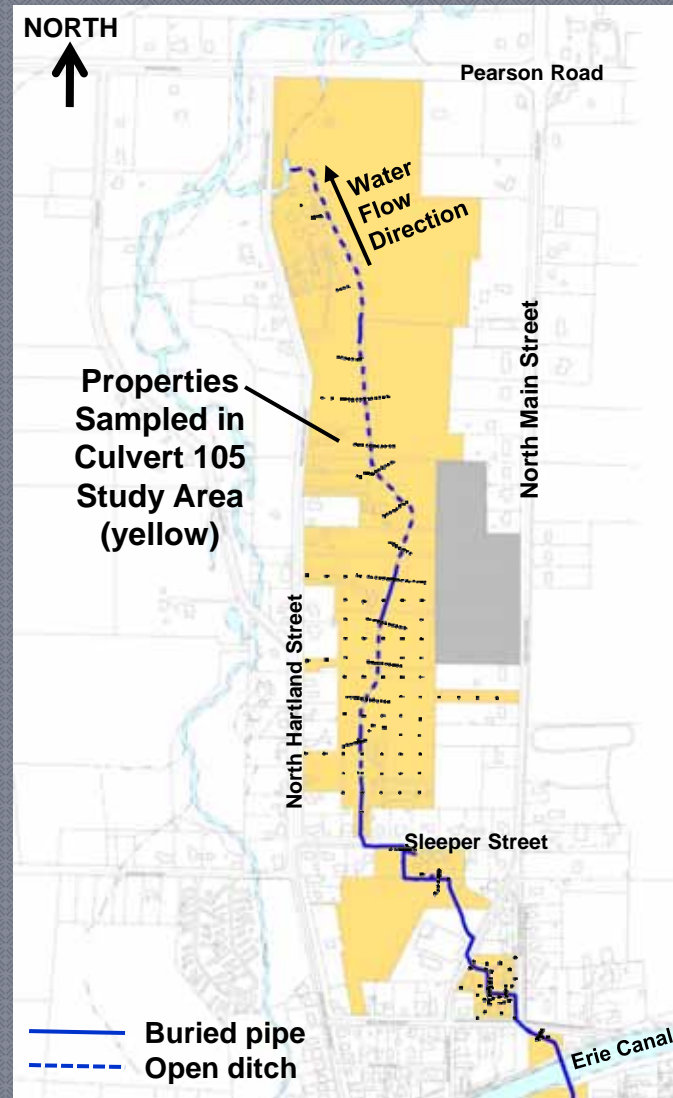 NORTH
Pearson Road
Water
Flow
Direction
North Main Street
Properties
Sampled in
Culvert 105
Study Area
(yellow)
North Hartland Street
Sleeper Street
Erie Canal
Buried pipe
Open ditch